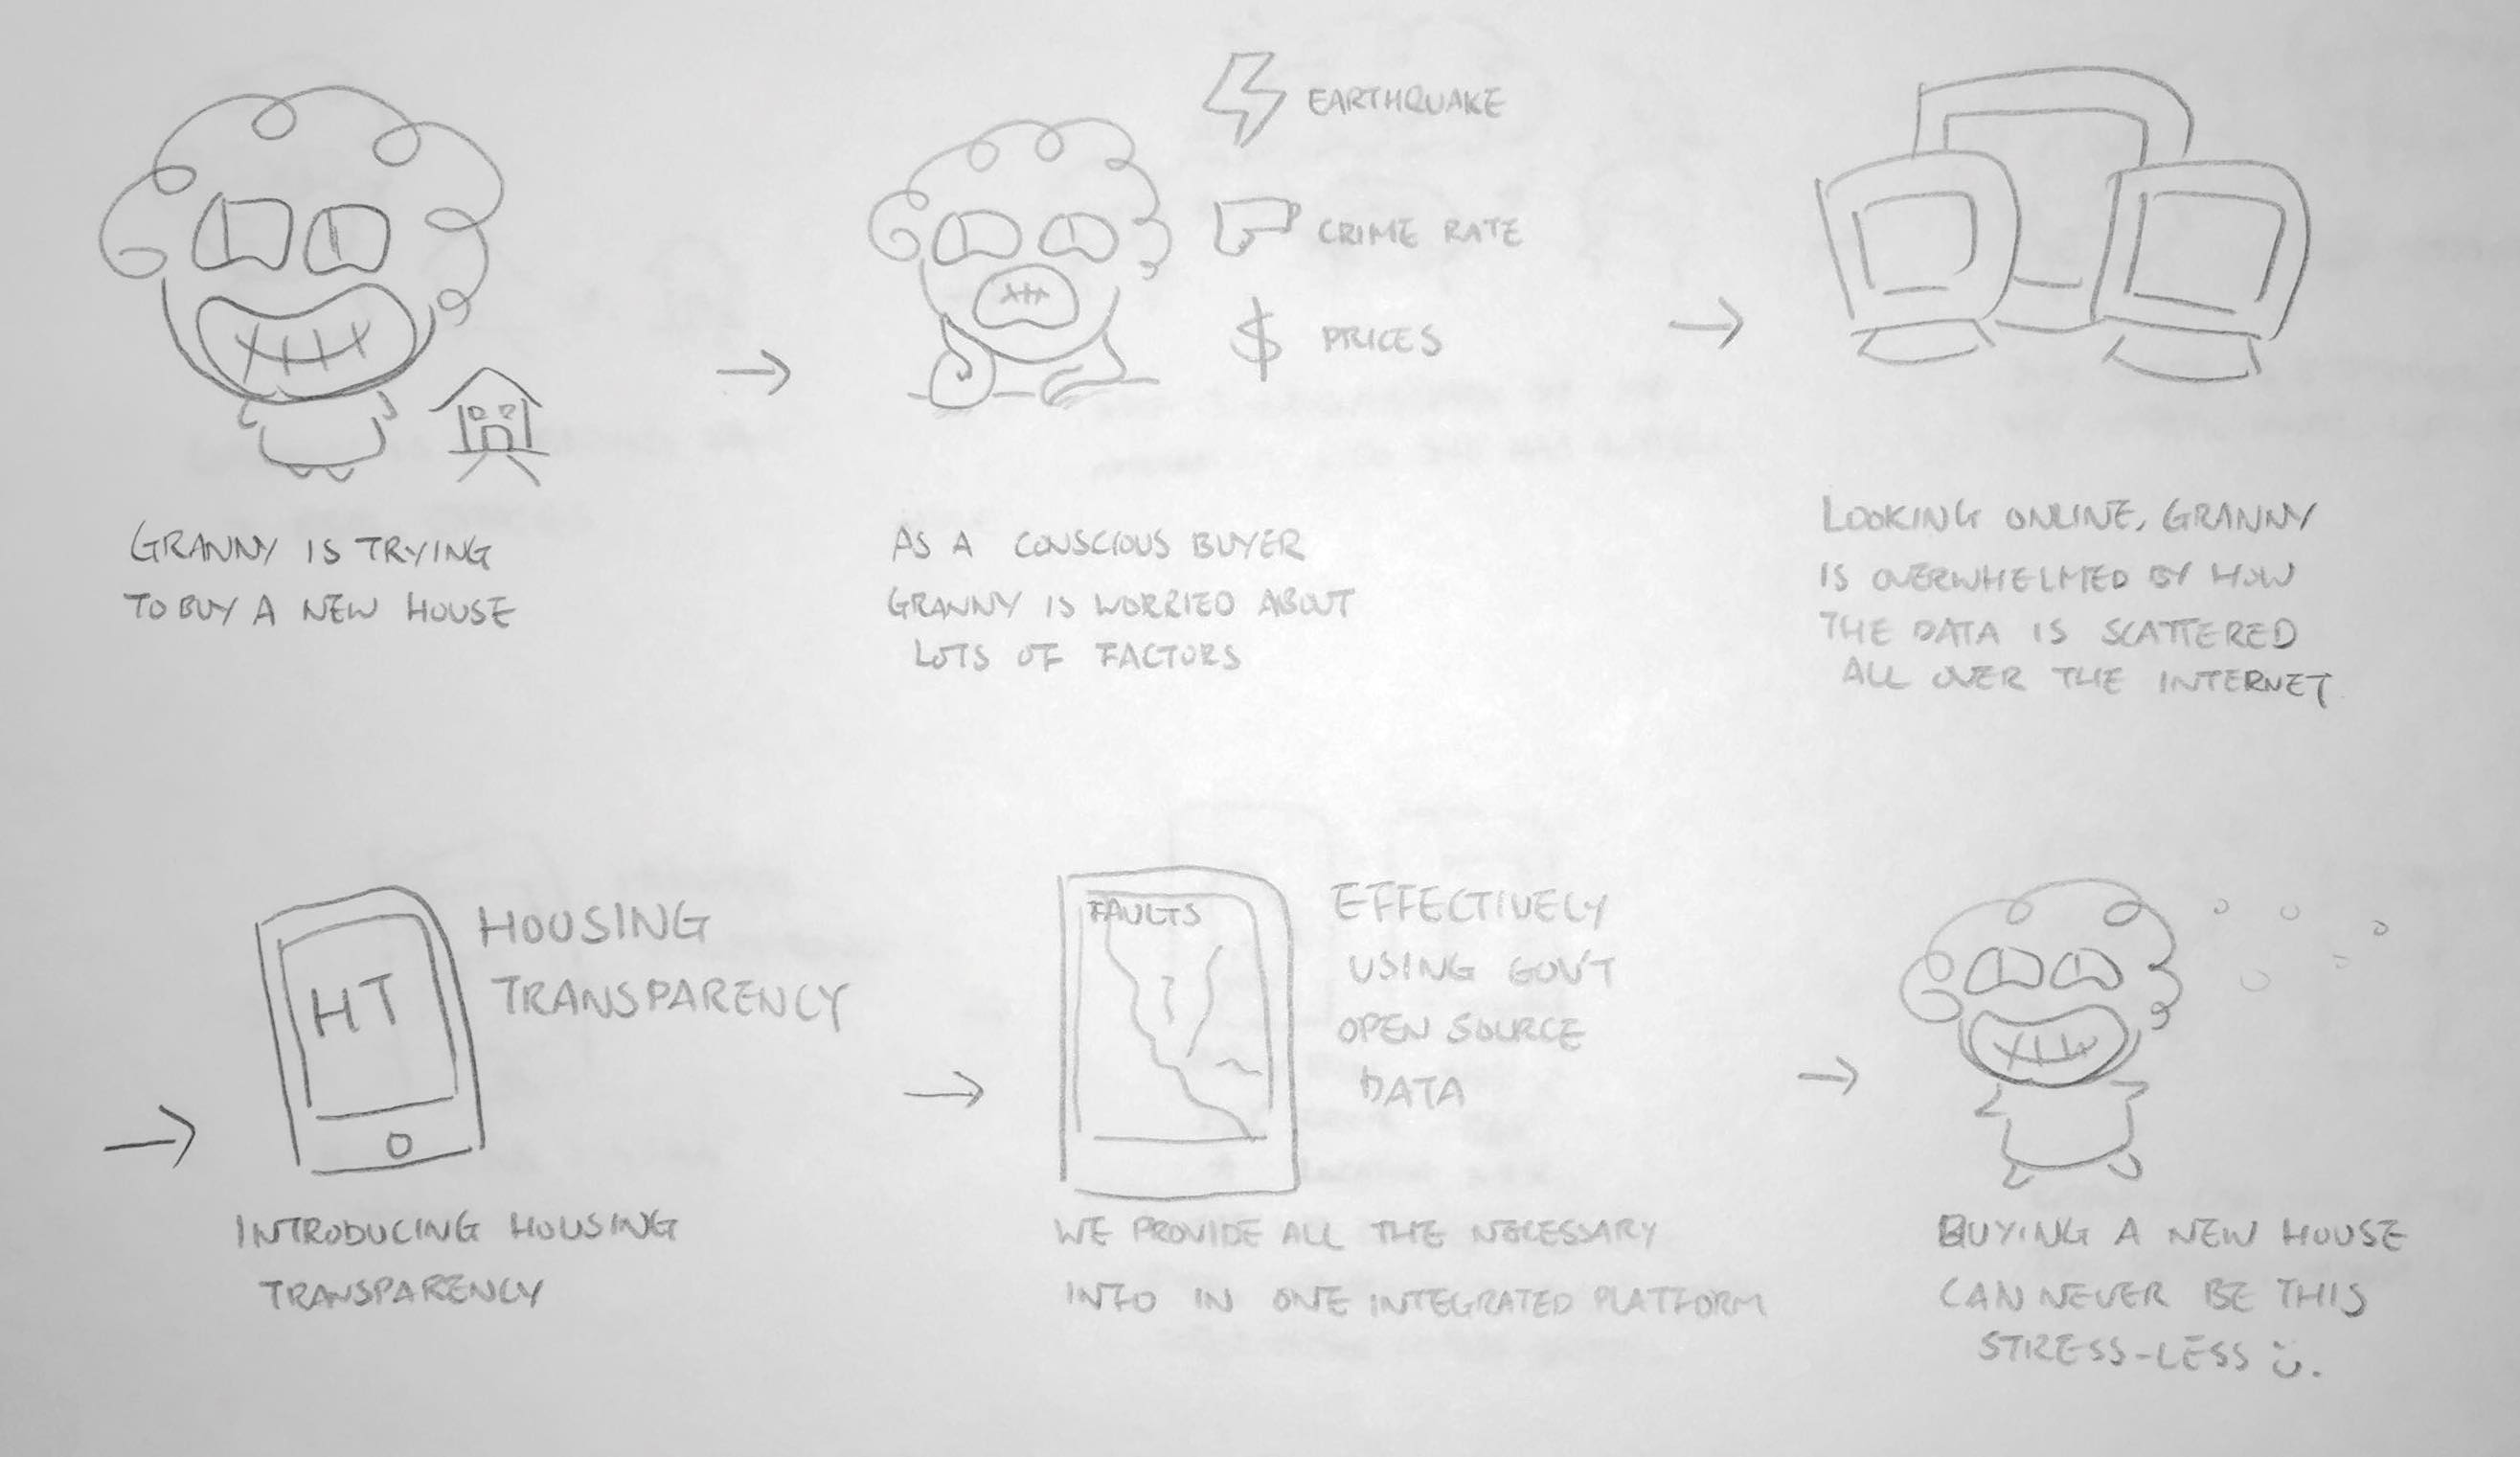 EARTHQUAKE
CRIME RATE
$ PRICES
GRANNY IS TRYING
TO BUY A NEW HOUSE
AS A CONSCIOUS BUYER
GRANNY IS WORRIED ABOUT
LOTS OF FACTORS
LOOKING ONLINE, GRANNY
IS OVERWHELMED BY HOW
THE DATA IS SCATTERED
ALL OVER THE INTERNET
HT
HOUSING
TRANSPARENCY
INTRODUCING HOUSING
TRANSPARENCY
FAULTS
EFFECTIVELY
USING GOV'T
OPEN SOURCE
DATA
WE PROVIDE ALL THE NECESSARY
INFO IN ONE INTEGRATED PLATFORM
BUYING A NEW HOUSE
CAN NEVER BE THIS
STRESS-LESS :).